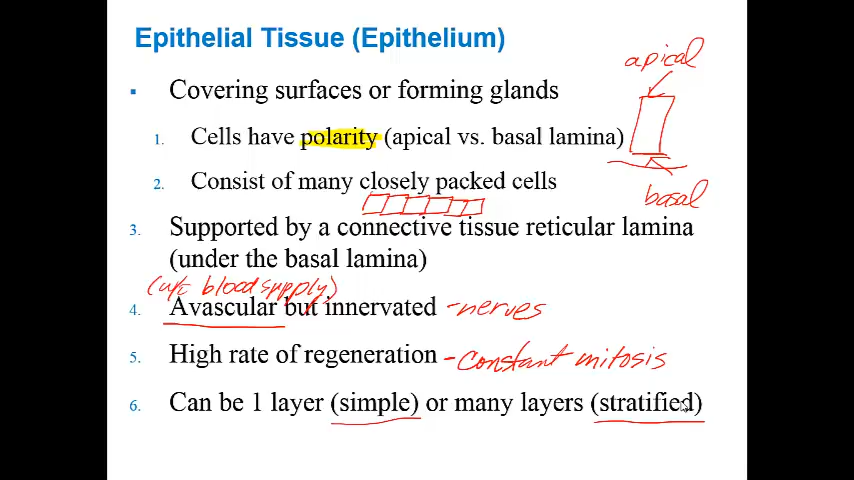 Epithelial Tissue (Epithelium)
apical
▪ Covering surfaces or forming glands
1. Cells have polarity (apical vs. basal lamina)
2. Consist of many closely packed cells
basal
3. Supported by a connective tissue reticular lamina
(under the basal lamina)
(w/o blood supply)
4. Avascular but innervated - nerves
5. High rate of regeneration - constant mitosis
6. Can be 1 layer (simple) or many layers (stratified)